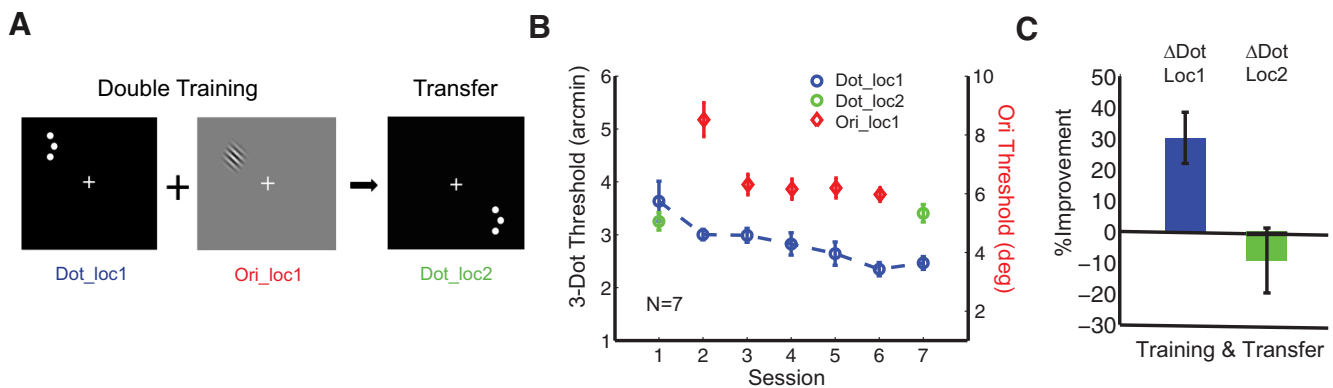 A
Double Training
Transfer
Dot_loc1
Ori_loc1
Dot_loc2
B
3-Dot Threshold (arcmin)
6
5
4
3
2
1
Dot_loc1
Dot_loc2
Ori_loc1
N=7
1 2 3 4 5 6 7
Session
10
8
6
4
2
Ori Threshold (deg)
C
ΔDot ΔDot
Loc1 Loc2
%Improvement
50
40
30
20
10
0
−10
−20
−30
Training & Transfer